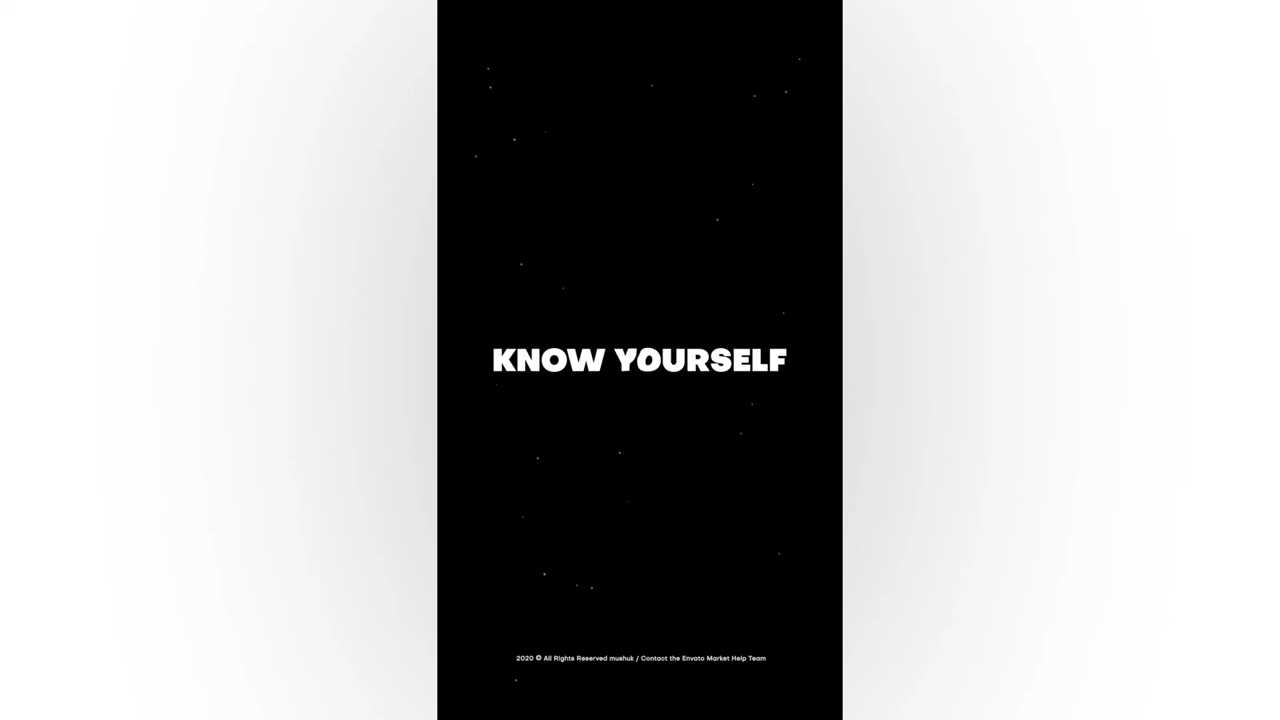 KNOW YOURSELF
2020 © All Rights Reserved mushuk / Contact the Envato Market Help Team